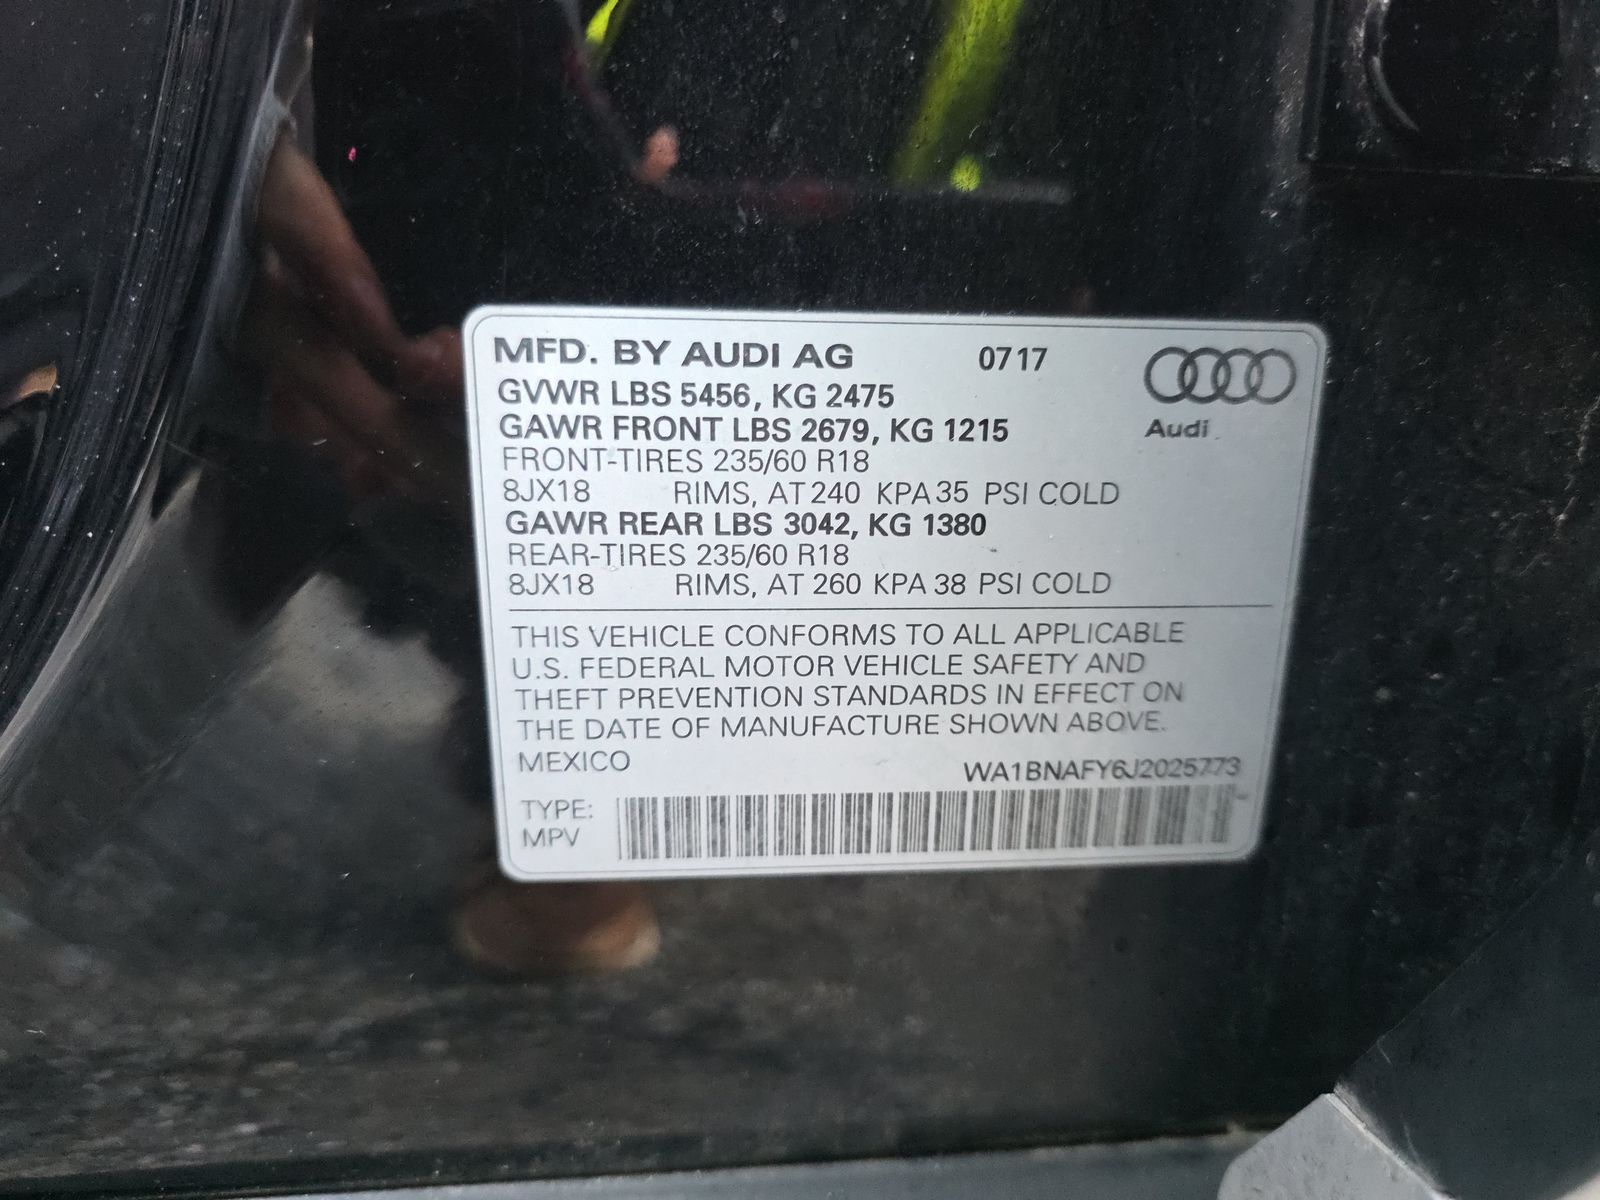 MFD. BY AUDI AG 0717
GVWR LBS 5456, KG 2475
GAWR FRONT LBS 2679, KG 1215
Audi
FRONT-TIRES 235/60 R18
8JX18 RIMS, AT 240 KPA 35 PSI COLD
GAWR REAR LBS 3042, KG 1380
REAR-TIRES 235/60 R18
8JX18 RIMS, AT 260 KPA 38 PSI COLD
THIS VEHICLE CONFORMS TO ALL APPLICABLE
U.S. FEDERAL MOTOR VEHICLE SAFETY AND
THEFT PREVENTION STANDARDS IN EFFECT ON
THE DATE OF MANUFACTURE SHOWN ABOVE.
MEXICO WA1BNAFY6J2025773
TYPE:
MPV